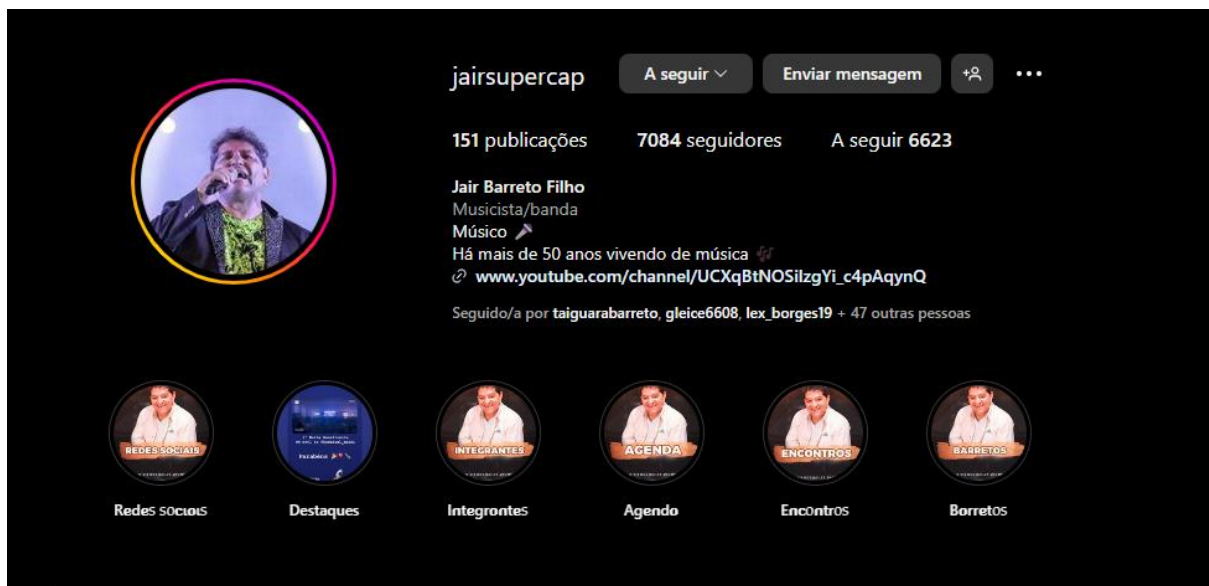 jairsupercap
A seguir
Enviar mensagem
151 publicações
7084 seguidores
A seguir 6623
Jair Barreto Filho
Musicista/banda
Músico 🎤
Há mais de 50 anos vivendo de música 🎶
www.youtube.com/channel/UCXqBtNOSilzgYi_c4pAqynQ
Seguido/a por taiguarabarreto, gleice6608, lex_borges19 + 47 outras pessoas
REDES SOCIAIS
Parabéns
INTEGRANTES
AGENDA
ENCONTROS
BARRETOS
Redes sociais
Destaques
Integrontes
Agendo
Encontros
Borretos